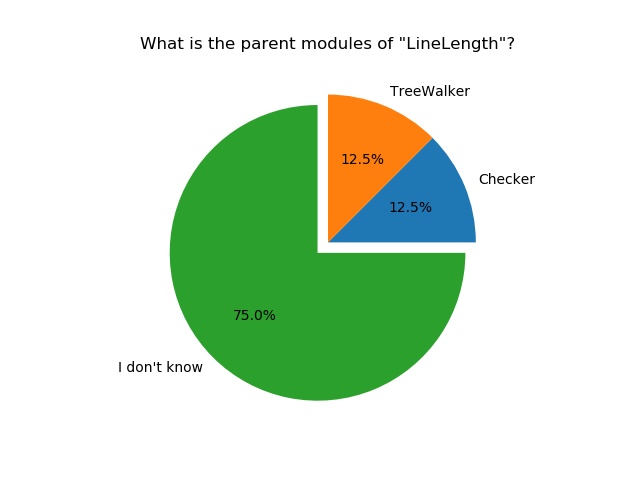 What is the parent modules of "LineLength"?
TreeWalker
12.5%
Checker
12.5%
75.0%
I don't know